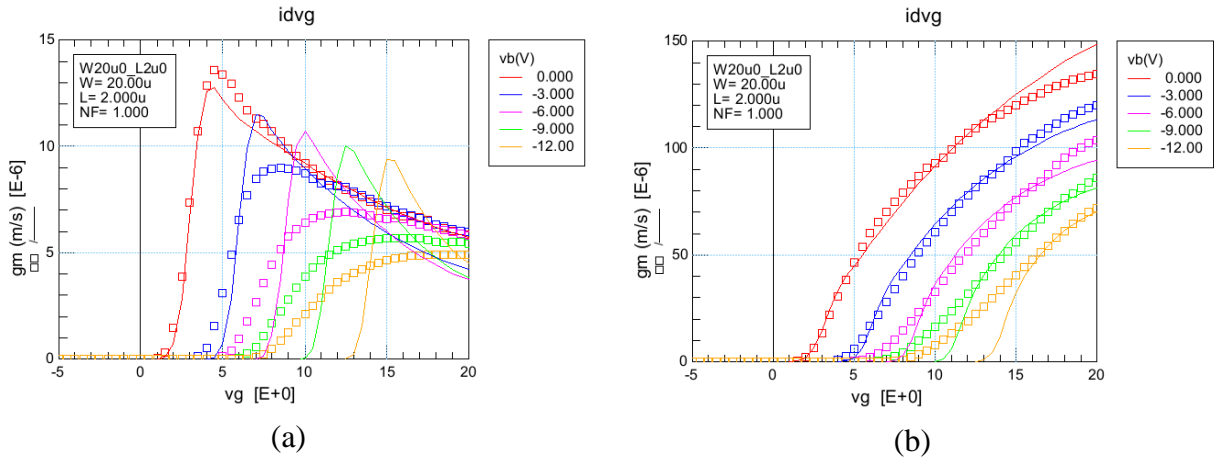 idvg
15
10
5
0
gm (m/s) [E-6]
□□ /
W20u0_L2u0
W= 20.00u
L= 2.000u
NF= 1.000
-5
0
5
10
15
20
vg [E+0]
vb(V)
0.000
-3.000
-6.000
-9.000
-12.00
(a)
idvg
150
100
50
0
gm (m/s) [E-6]
□□ /
W20u0_L2u0
W= 20.00u
L= 2.000u
NF= 1.000
-5
0
5
10
15
20
vg [E+0]
vb(V)
0.000
-3.000
-6.000
-9.000
-12.00
(b)